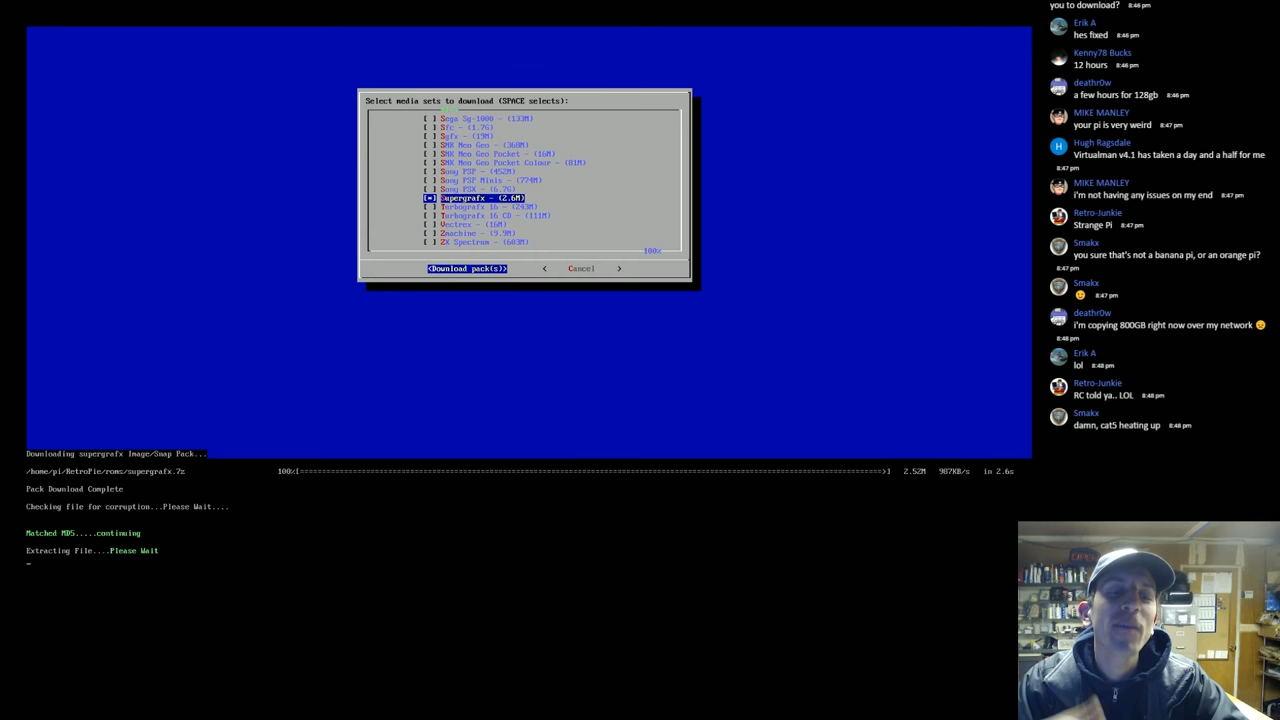 Select media sets to download (SPACE selects):
[ ] Sega Sg-1000 - (133M)
[ ] Sfc - (1.7G)
[ ] Sgfx - (19M)
[ ] SNK Neo Geo - (368M)
[ ] SNK Neo Geo Pocket - (16M)
[ ] SNK Neo Geo Pocket Colour - (81M)
[ ] Sony PSP - (452M)
[ ] Sony PSP Minis - (774M)
[ ] Sony PSX - (6.7G)
[*] Supergrafx - (2.6M)
[ ] Turbografx 16 - (243M)
[ ] Turbografx 16 CD - (111M)
[ ] Vectrex - (16M)
[ ] Zmachine - (9.9M)
[ ] ZX Spectrum - (603M)
100%
<Download pack(s)> < Cancel >
Downloading supergrafx Image/Snap Pack...
/home/pi/RetroPie/roms/supergrafx.7z 100%[===================>] 2.52M 987KB/s in 2.6s
Pack Download Complete
Checking file for corruption...Please Wait....
Matched MD5.....continuing
Extracting File....Please Wait
you to download? 8:46 pm
Erik A
hes fixed 8:46 pm
Kenny78 Bucks
12 hours 8:46 pm
deathr0w
a few hours for 128gb 8:46 pm
MIKE MANLEY
your pi is very weird 8:47 pm
H Hugh Ragsdale
Virtualman v4.1 has taken a day and a half for me
8:47 pm
MIKE MANLEY
i'm not having any issues on my end 8:47 pm
Retro-Junkie
Strange Pi 8:47 pm
Smakx
you sure that's not a banana pi, or an orange pi?
8:47 pm
Smakx
😉 8:47 pm
deathr0w
i'm copying 800GB right now over my network 😠
8:48 pm
Erik A
lol 8:48 pm
Retro-Junkie
RC told ya.. LOL 8:48 pm
Smakx
damn, cat5 heating up 8:48 pm